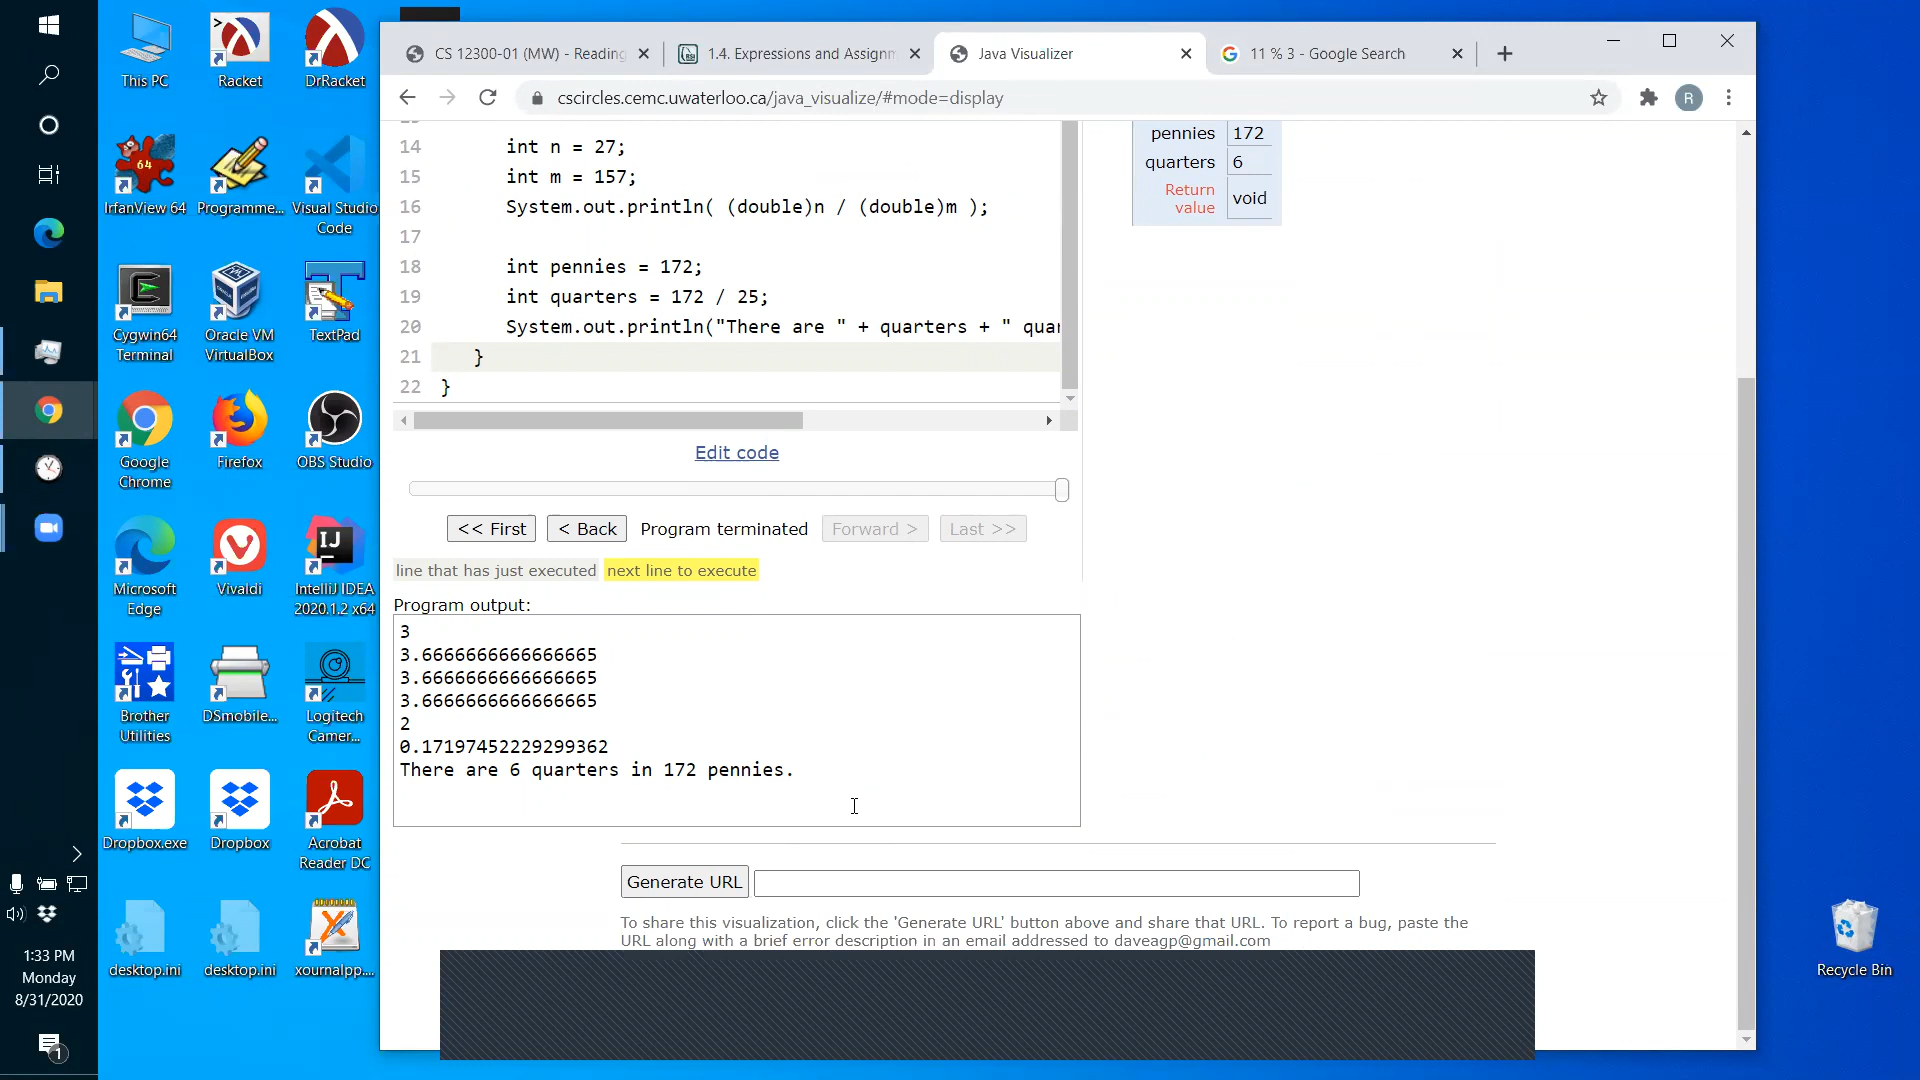 This PC
Racket
DrRacket
IrfanView 64
Programme...
Visual Studio
Code
Cygwin64
Terminal
Oracle VM
VirtualBox
TextPad
Google
Chrome
Firefox
OBS Studio
Microsoft
Edge
Vivaldi
IntelliJ IDEA
2020.1.2 x64
Brother
Utilities
DSmobile...
Logitech
Camer...
Dropbox.exe
Dropbox
Acrobat
Reader DC
desktop.ini
desktop.ini
xournalpp....
1:33 PM
Monday
8/31/2020
1
64
IJ
CS 12300-01 (MW) - Reading
1.4. Expressions and Assignm
Java Visualizer
11 % 3 - Google Search
cscircles.cemc.uwaterloo.ca/java_visualize/#mode=display
R
14 int n = 27;
15 int m = 157;
16 System.out.println( (double)n / (double)m );
17
18 int pennies = 172;
19 int quarters = 172 / 25;
20 System.out.println("There are " + quarters + " quar
21 }
22 }
Edit code
<< First
< Back
Program terminated
Forward >
Last >>
line that has just executed
next line to execute
Program output:
3
3.6666666666666665
3.6666666666666665
3.6666666666666665
2
0.17197452229299362
There are 6 quarters in 172 pennies.
pennies 172
quarters 6
Return
value
void
Generate URL
To share this visualization, click the 'Generate URL' button above and share that URL. To report a bug, paste the
URL along with a brief error description in an email addressed to daveagp@gmail.com
Recycle Bin